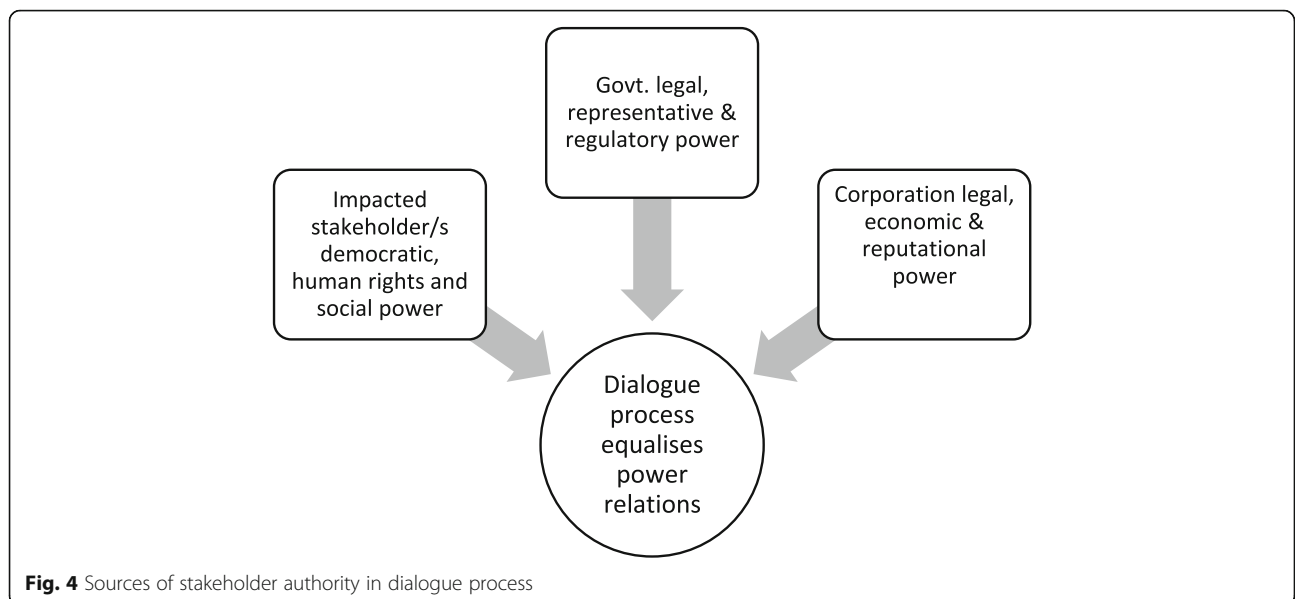 Govt. legal,
representative &
regulatory power
Impacted
stakeholder/s
democratic,
human rights and
social power
Corporation legal,
economic &
reputational
power
Dialogue
process
equalises
power
relations
Fig. 4 Sources of stakeholder authority in dialogue process